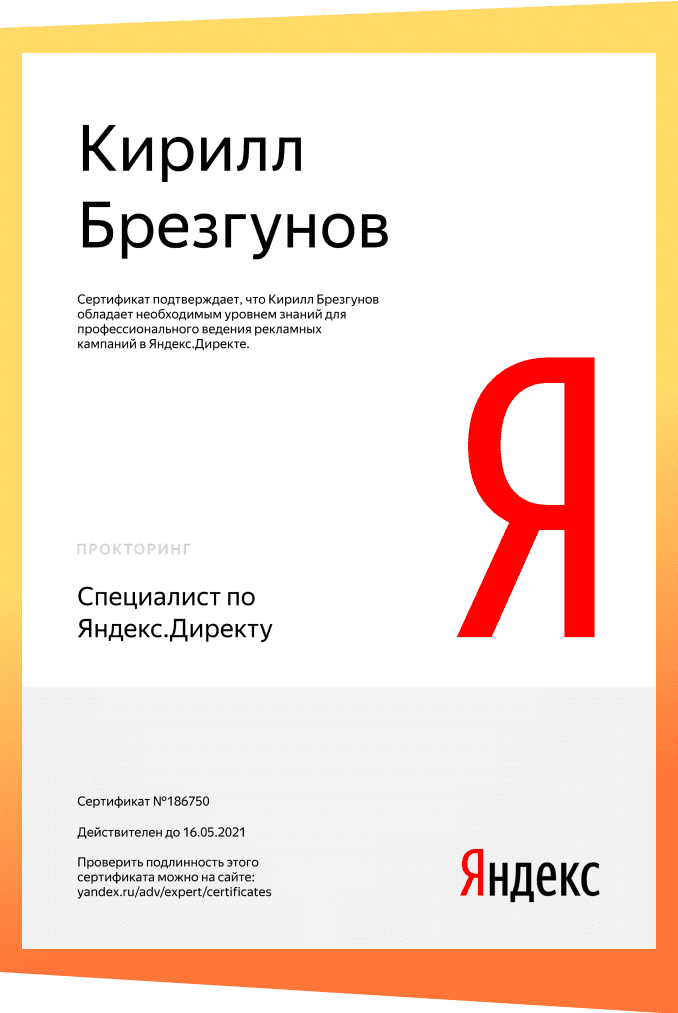 Кирилл
Брезгунов
Сертификат подтверждает, что Кирилл Брезгунов
обладает необходимым уровнем знаний для
профессионального ведения рекламных
кампаний в Яндекс.Директе.
Я
ПРОКТОРИНГ
Специалист по
Яндекс.Директу
Сертификат №186750
Действителен до 16.05.2021
Проверить подлинность этого
сертификата можно на сайте:
yandex.ru/adv/expert/certificates
Яндекс